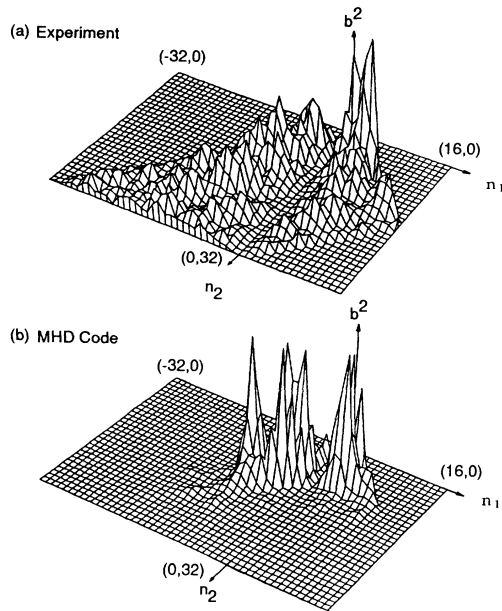 (a) Experiment
b²
(-32,0)
(16,0)
n₁
(0,32)
n₂
(b) MHD Code
b²
(-32,0)
(16,0)
n₁
(0,32)
n₂